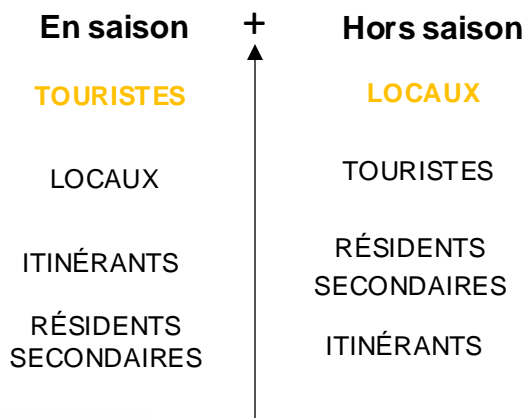 En saison
+
Hors saison
TOURISTES
LOCAUX
ITINÉRANTS
RÉSIDENTS
SECONDAIRES
LOCAUX
TOURISTES
RÉSIDENTS
SECONDAIRES
ITINÉRANTS